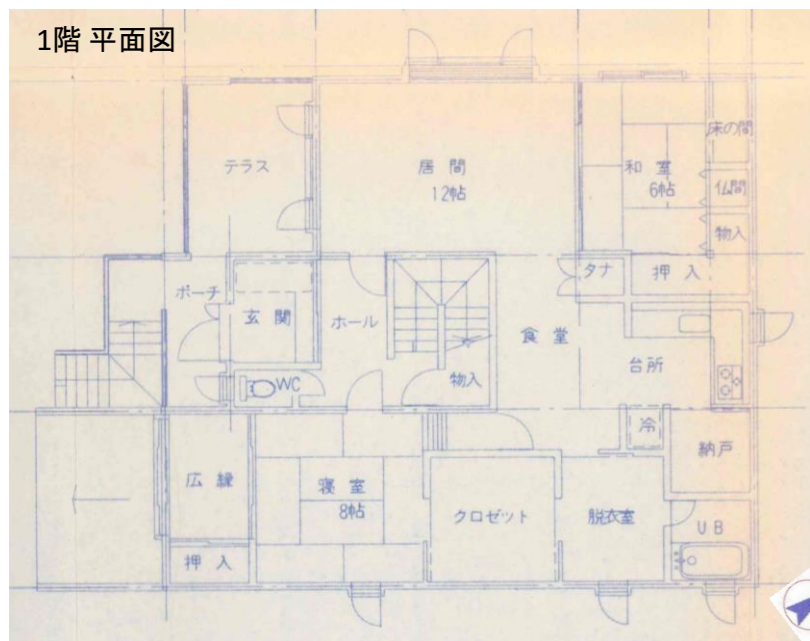 1階 平面図
テラス
居間
12帖
和室
6帖
床の間
仏間
物入
押入
タナ
ポーチ
玄関
ホール
食堂
台所
物入
WC
冷
納戸
広縁
寝室
8帖
クロゼット
脱衣室
UB
押入